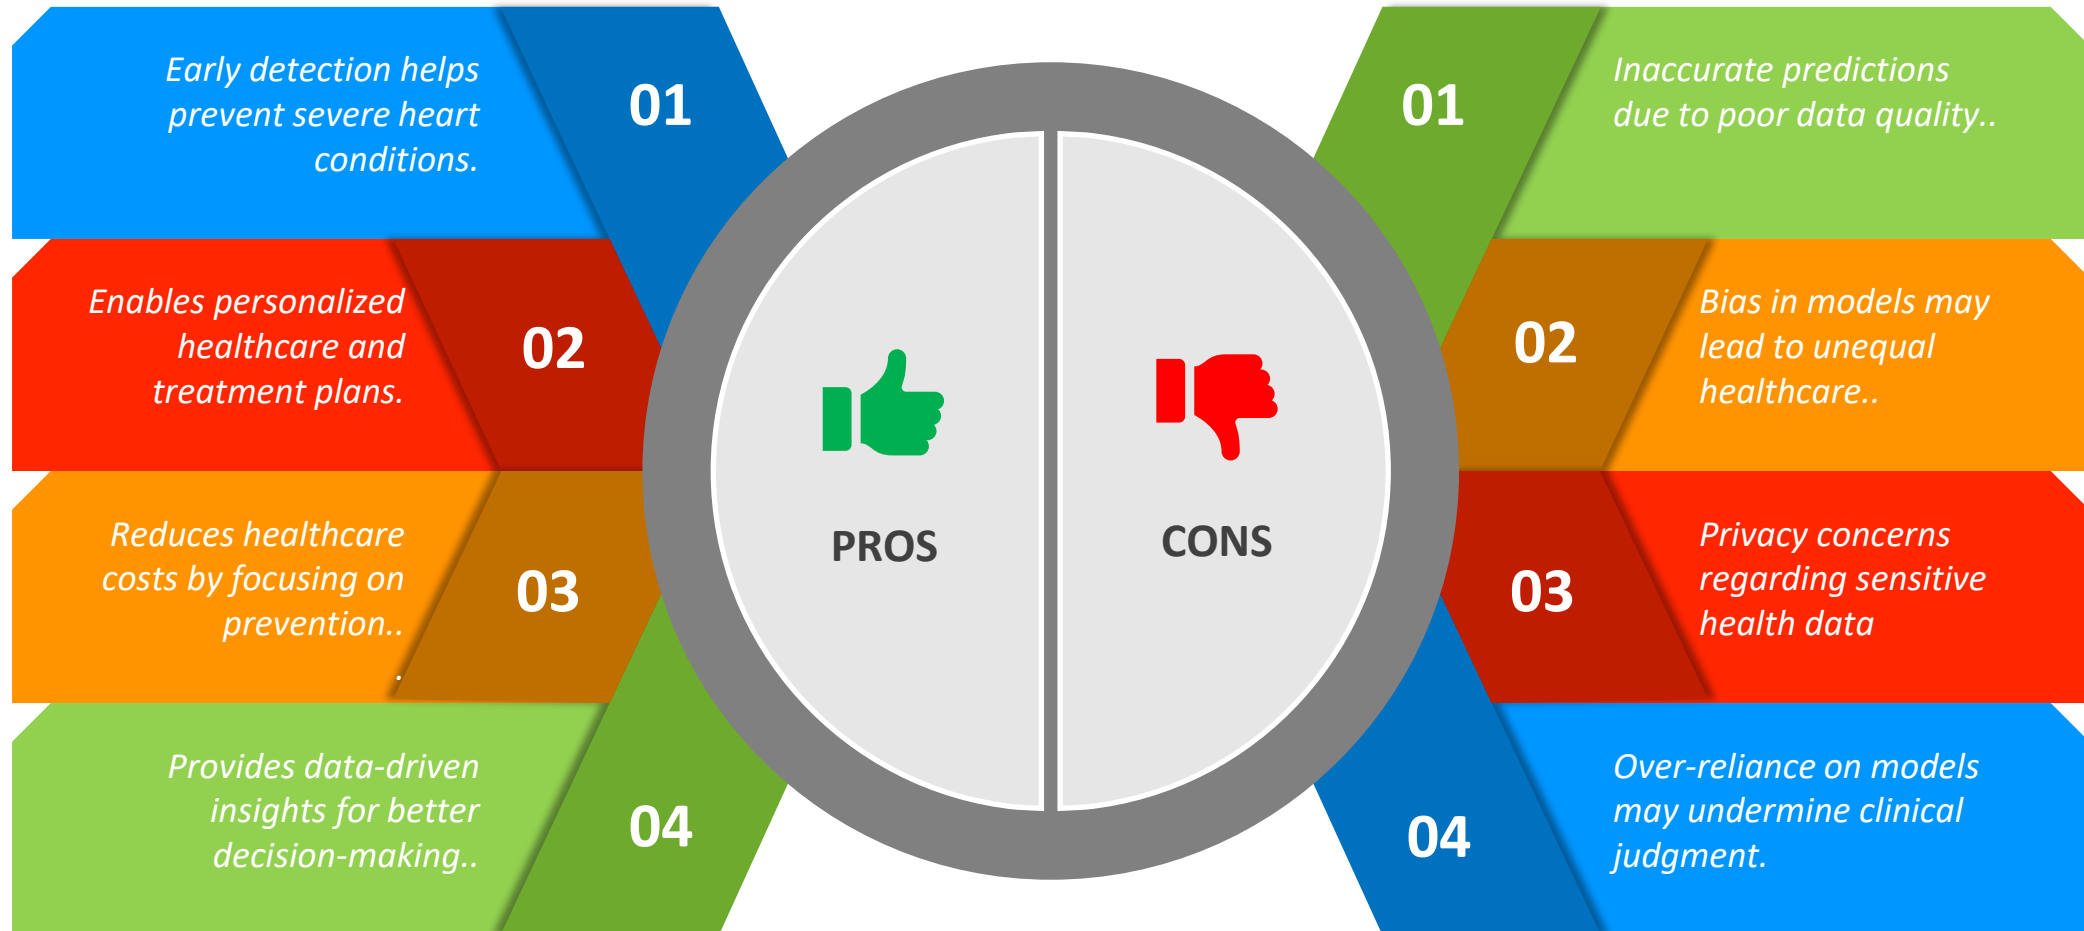 Early detection helps
prevent severe heart
conditions.
01
Enables personalized
healthcare and
treatment plans.
02
Reduces healthcare
costs by focusing on
prevention..
.
03
Provides data-driven
insights for better
decision-making..
04
PROS
CONS
01
Inaccurate predictions
due to poor data quality..
02
Bias in models may
lead to unequal
healthcare..
03
Privacy concerns
regarding sensitive
health data
04
Over-reliance on models
may undermine clinical
judgment.